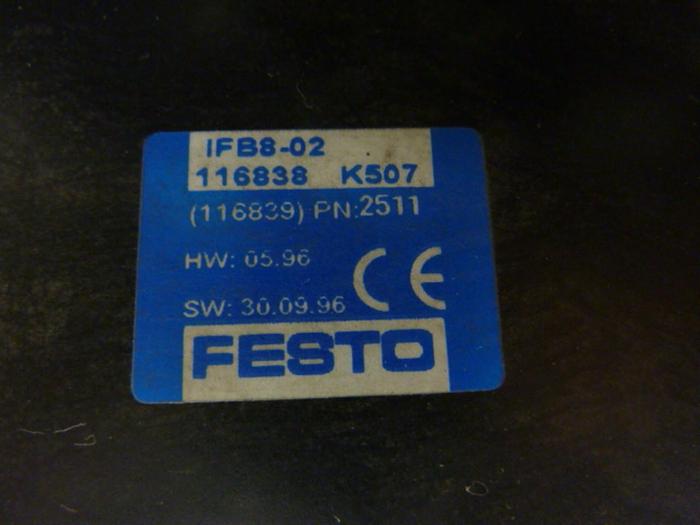 IFB8-02
116838 K507
(116839) PN:2511
HW: 05.96
SW: 30.09.96
CE
FESTO